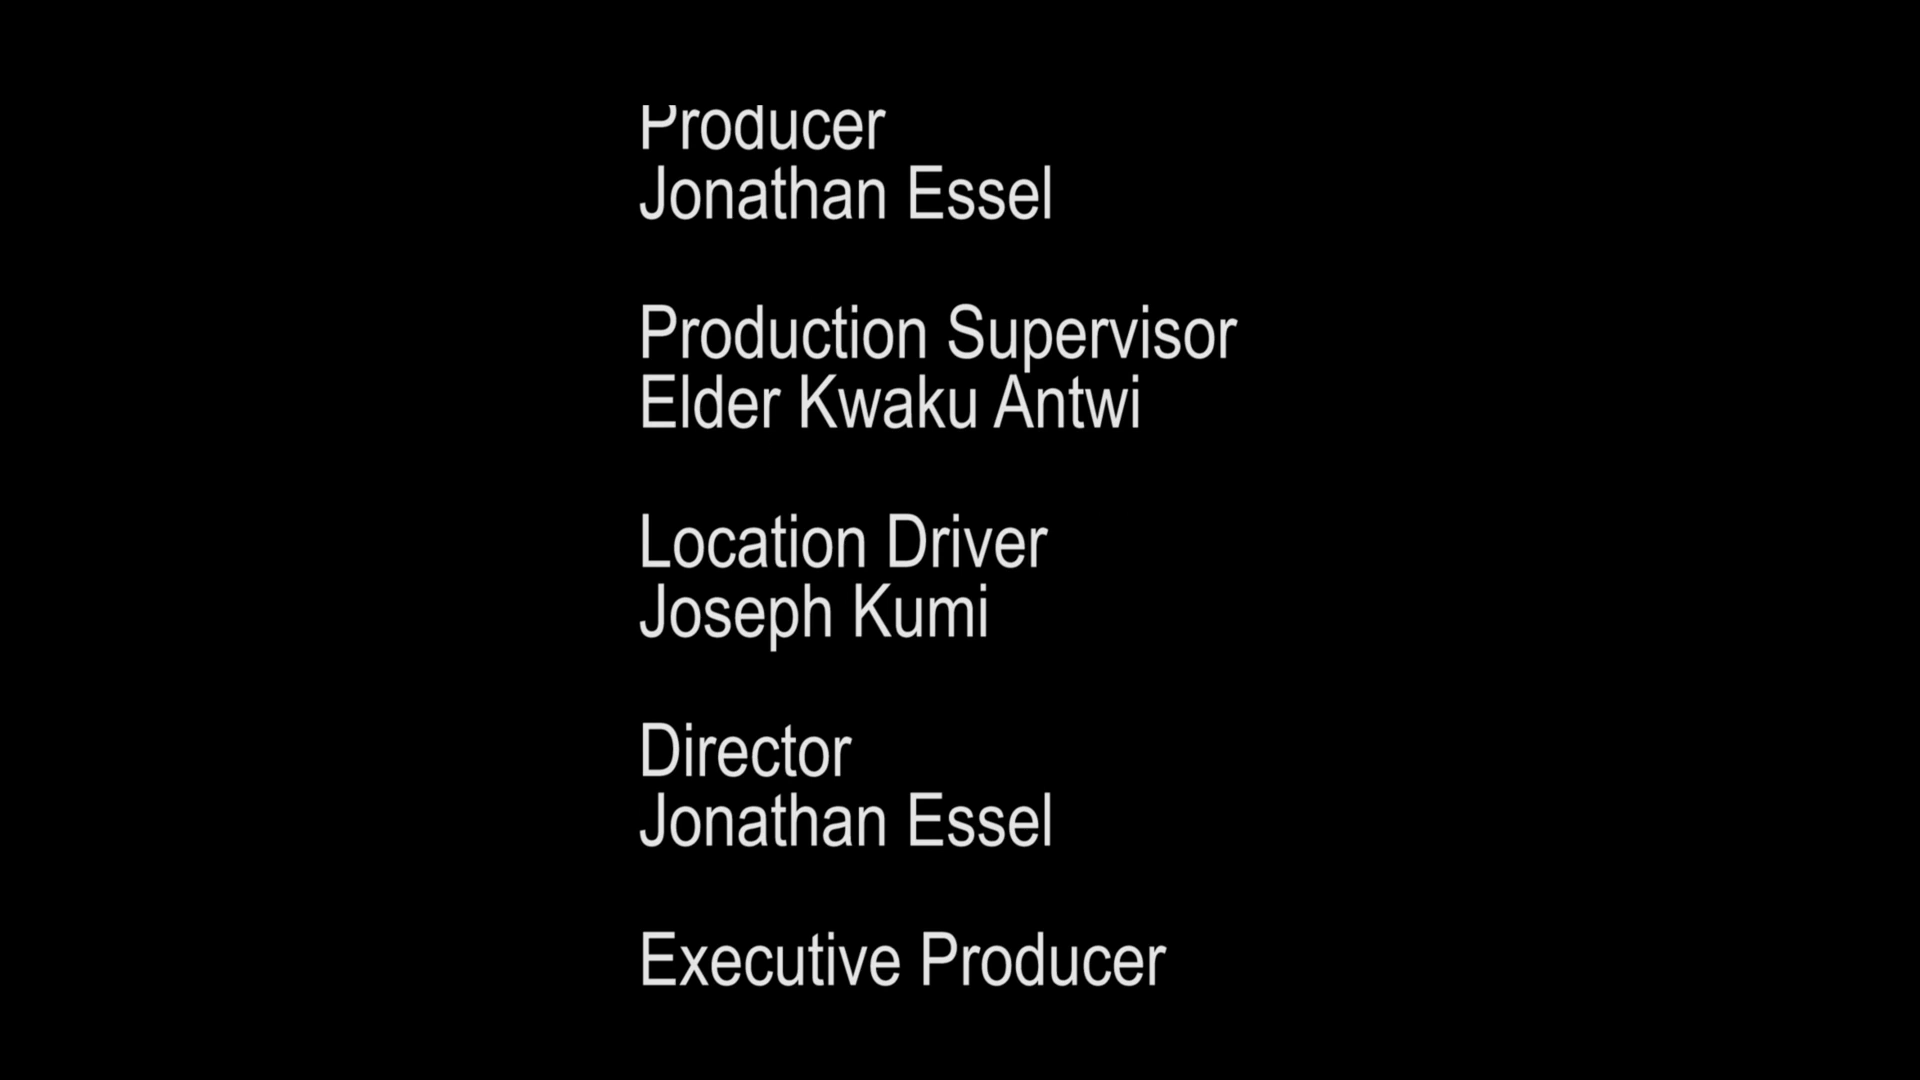 Producer
Jonathan Essel
Production Supervisor
Elder Kwaku Antwi
Location Driver
Joseph Kumi
Director
Jonathan Essel
Executive Producer